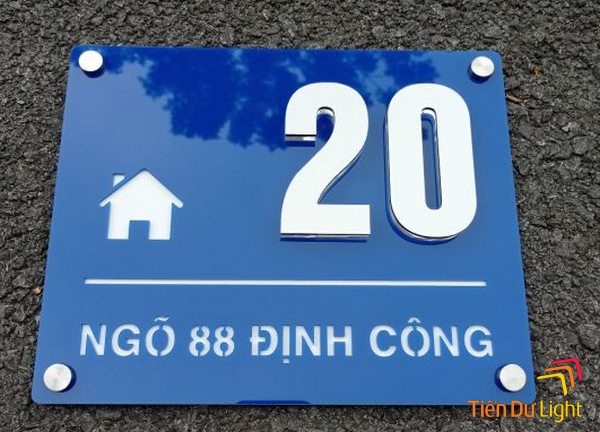 20
NGÕ 88 ĐỊNH CÔNG
Tiến Dư Light